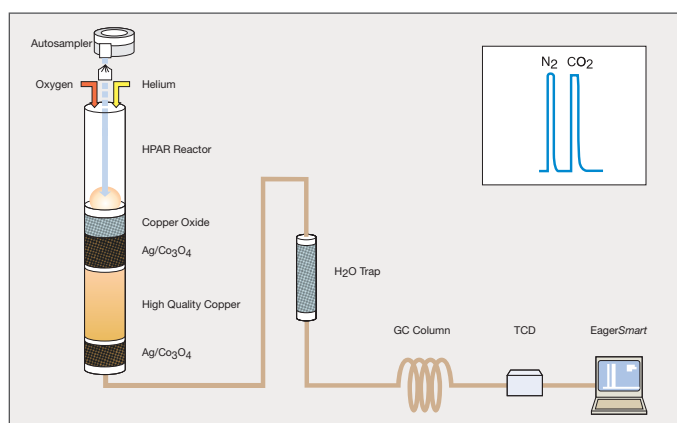 Autosampler
Oxygen
Helium
HPAR Reactor
Copper Oxide
Ag/Co3O4
High Quality Copper
Ag/Co3O4
H2O Trap
GC Column
TCD
EagerSmart
N2 CO2